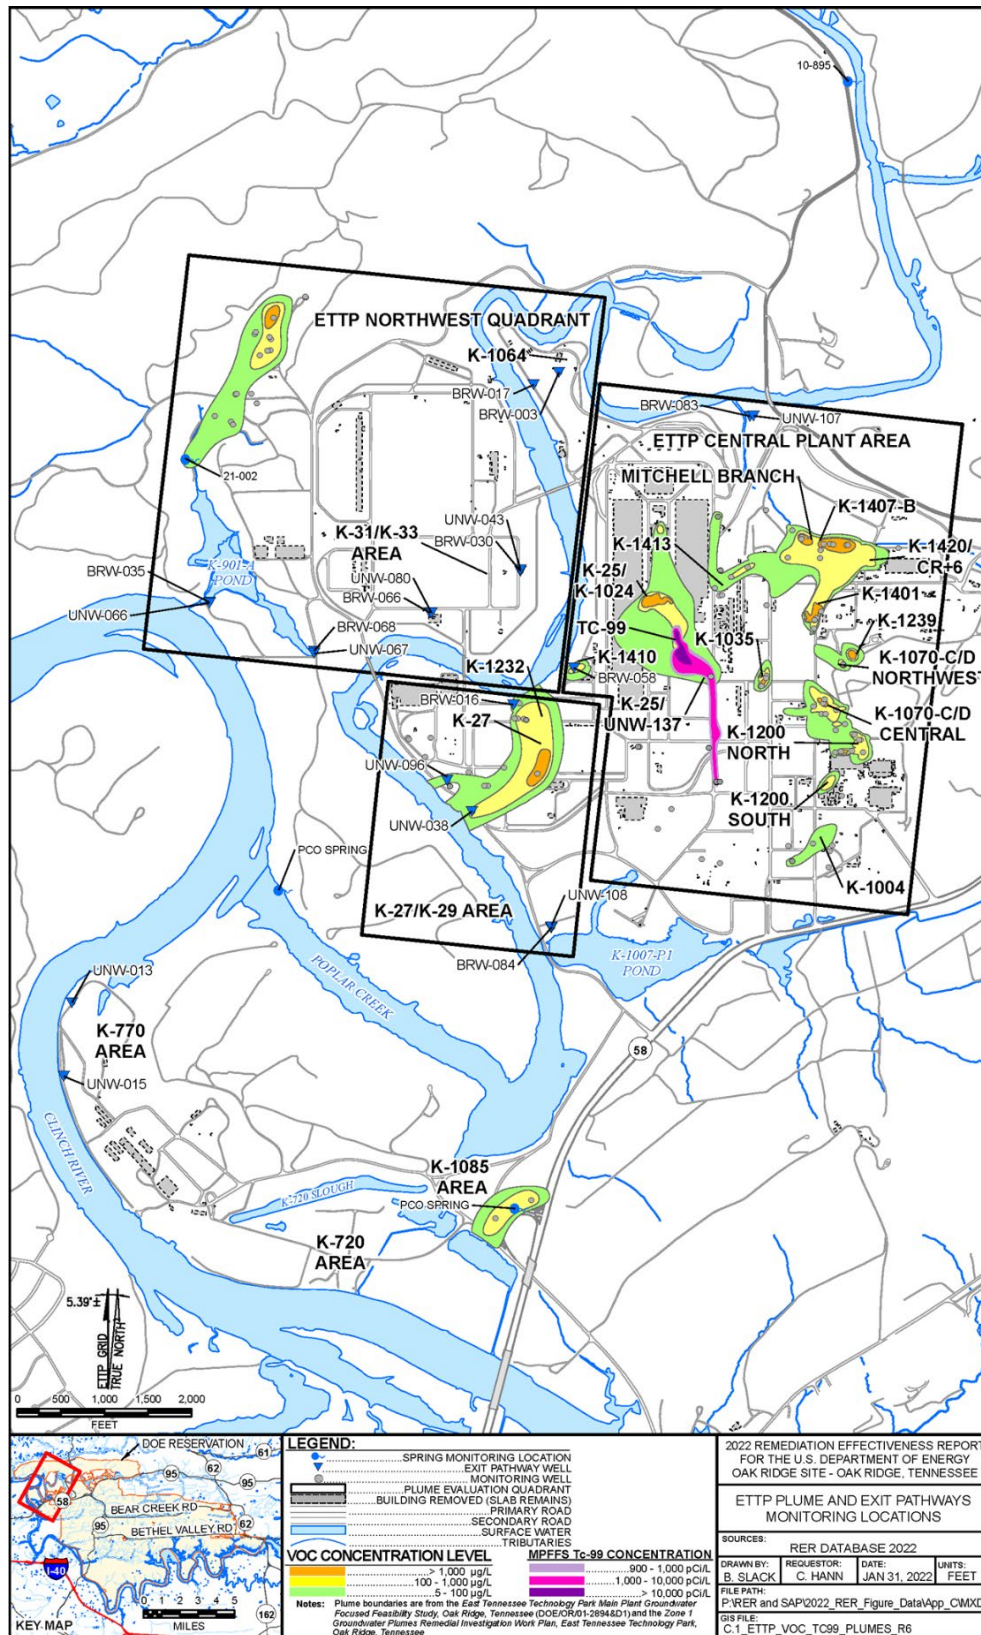 10-895
ETTP NORTHWEST QUADRANT
K-1064
BRW-017
BRW-003
BRW-083
UNW-107
ETTP CENTRAL PLANT AREA
MITCHELL BRANCH
K-1407-B
21-002
UNW-043
K-31/K-33
AREA
BRW-030
K-1413
K-1420/
CR+6
K-901-A
POND
K-25/
K-1024
K-1401
BRW-035
UNW-080
BRW-066
UNW-066
TC-99
K-1035
K-1239
BRW-068
UNW-067
K-1232
K-1410
BRW-058
K-1070-C/D
NORTHWEST
BRW-016
K-27
K-25/
UNW-137
K-1070-C/D
CENTRAL
K-1200
NORTH
UNW-096
K-1200
SOUTH
UNW-038
PCO SPRING
K-1004
K-27/K-29 AREA
UNW-108
BRW-084
K-1007-P1
POND
UNW-013
POPLAR CREEK
K-770
AREA
58
UNW-015
CLINCH RIVER
K-1085
AREA
K-720 SLOUGH
PCO SPRING
K-720
AREA
5.39°±
ETTP GRID
TRUE NORTH
0 500 1,000 1,500 2,000
FEET
DOE RESERVATION
61
62
95
95
58
BEAR CREEK RD
95
62
BETHEL VALLEY RD
I-40
0 1 2 3 4 5
MILES
162
KEY MAP
LEGEND:
SPRING MONITORING LOCATION
EXIT PATHWAY WELL
MONITORING WELL
PLUME EVALUATION QUADRANT
BUILDING REMOVED (SLAB REMAINS)
PRIMARY ROAD
SECONDARY ROAD
SURFACE WATER
TRIBUTARIES
VOC CONCENTRATION LEVEL
> 1,000 µg/L
100 - 1,000 µg/L
5 - 100 µg/L
MPFFS Tc-99 CONCENTRATION
900 - 1,000 pCi/L
1,000 - 10,000 pCi/L
> 10,000 pCi/L
Notes: Plume boundaries are from the East Tennessee Technology Park Main Plant Groundwater
Focused Feasibility Study, Oak Ridge, Tennessee (DOE/OR/01-2894&D1) and the Zone 1
Groundwater Plumes Remedial Investigation Work Plan, East Tennessee Technology Park,
Oak Ridge, Tennessee
2022 REMEDIATION EFFECTIVENESS REPORT
FOR THE U.S. DEPARTMENT OF ENERGY
OAK RIDGE SITE - OAK RIDGE, TENNESSEE
ETTP PLUME AND EXIT PATHWAYS
MONITORING LOCATIONS
SOURCES:
RER DATABASE 2022
DRAWN BY:
B. SLACK
REQUESTOR:
C. HANN
DATE:
JAN 31, 2022
UNITS:
FEET
FILE PATH:
P:\RER and SAP\2022_RER_Figure_Data\App_C\MXD
GIS FILE:
C.1_ETTP_VOC_TC99_PLUMES_R6